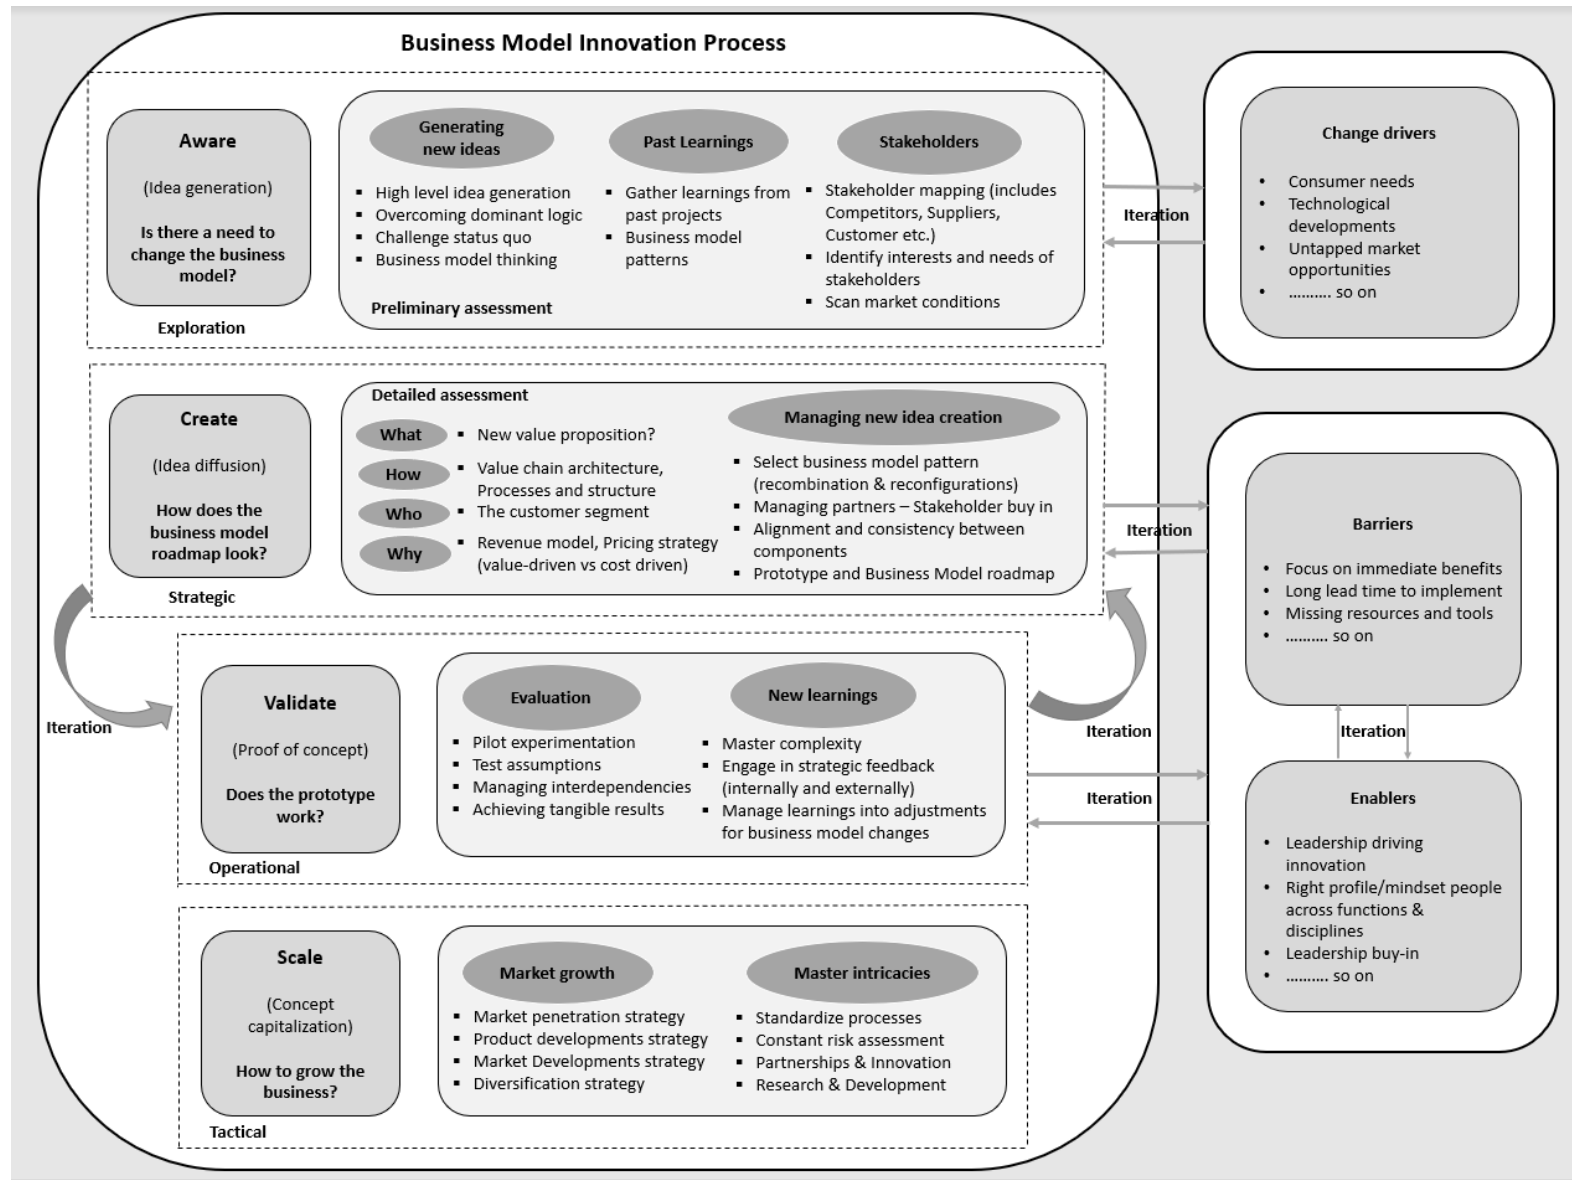 Business Model Innovation Process
Aware
(Idea generation)
Is there a need to
change the business
model?
Exploration
Generating
new ideas
▪ High level idea generation
▪ Overcoming dominant logic
▪ Challenge status quo
▪ Business model thinking
Preliminary assessment
Past Learnings
▪ Gather learnings from
past projects
▪ Business model
patterns
Stakeholders
▪ Stakeholder mapping (includes
Competitors, Suppliers,
Customer etc.)
▪ Identify interests and needs of
stakeholders
▪ Scan market conditions
Iteration
Change drivers
• Consumer needs
• Technological
developments
• Untapped market
opportunities
• .......... so on
Create
(Idea diffusion)
How does the
business model
roadmap look?
Strategic
Detailed assessment
What
▪ New value proposition?
How
▪ Value chain architecture,
Processes and structure
Who
▪ The customer segment
Why
▪ Revenue model, Pricing strategy
(value-driven vs cost driven)
Managing new idea creation
▪ Select business model pattern
(recombination & reconfigurations)
▪ Managing partners – Stakeholder buy in
▪ Alignment and consistency between
components
▪ Prototype and Business Model roadmap
Iteration
Barriers
• Focus on immediate benefits
• Long lead time to implement
• Missing resources and tools
• .......... so on
Iteration
Iteration
Validate
(Proof of concept)
Does the prototype
work?
Operational
Evaluation
▪ Pilot experimentation
▪ Test assumptions
▪ Managing interdependencies
▪ Achieving tangible results
New learnings
▪ Master complexity
▪ Engage in strategic feedback
(internally and externally)
▪ Manage learnings into adjustments
for business model changes
Iteration
Iteration
Enablers
• Leadership driving
innovation
• Right profile/mindset people
across functions &
disciplines
• Leadership buy-in
• .......... so on
Scale
(Concept
capitalization)
How to grow the
business?
Tactical
Market growth
▪ Market penetration strategy
▪ Product developments strategy
▪ Market Developments strategy
▪ Diversification strategy
Master intricacies
▪ Standardize processes
▪ Constant risk assessment
▪ Partnerships & Innovation
▪ Research & Development